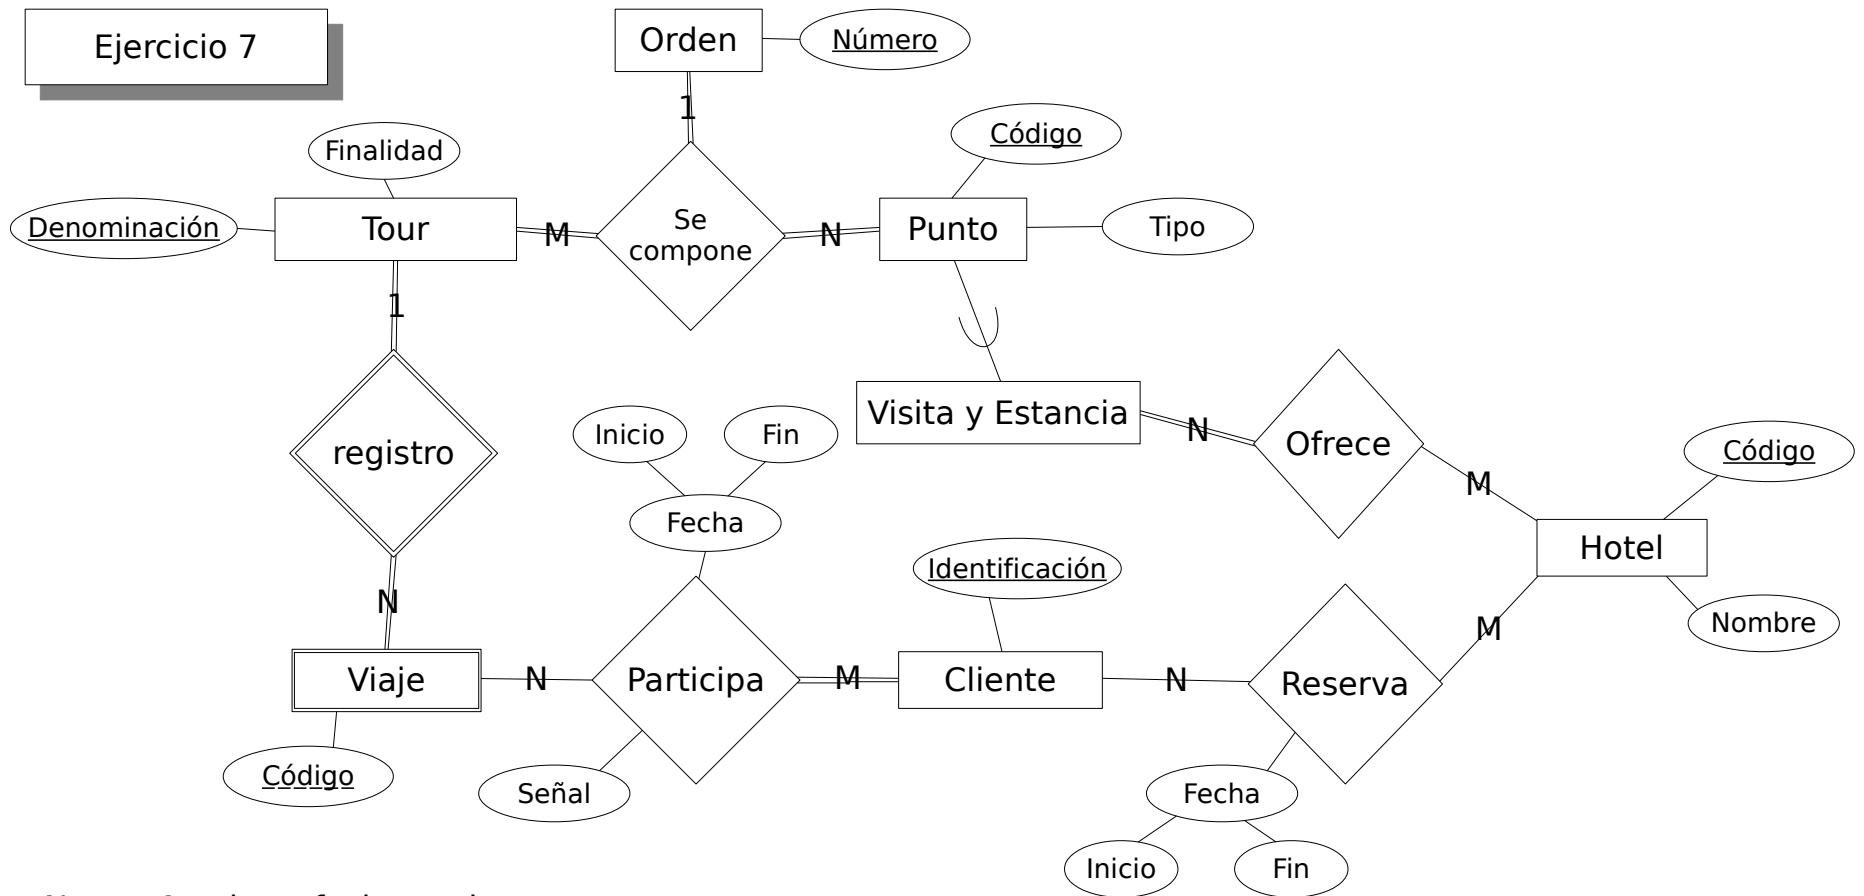 Ejercicio 7
Orden
Número
1
Código
Finalidad
Denominación
Tour
M
Se
compone
N
Punto
Tipo
1
registro
Inicio
Fin
Visita y Estancia
N
Ofrece
M
Código
Fecha
Hotel
Identificación
N
Nombre
M
Viaje
N
Participa
M
Cliente
N
Reserva
Código
Señal
Fecha
Inicio
Fin